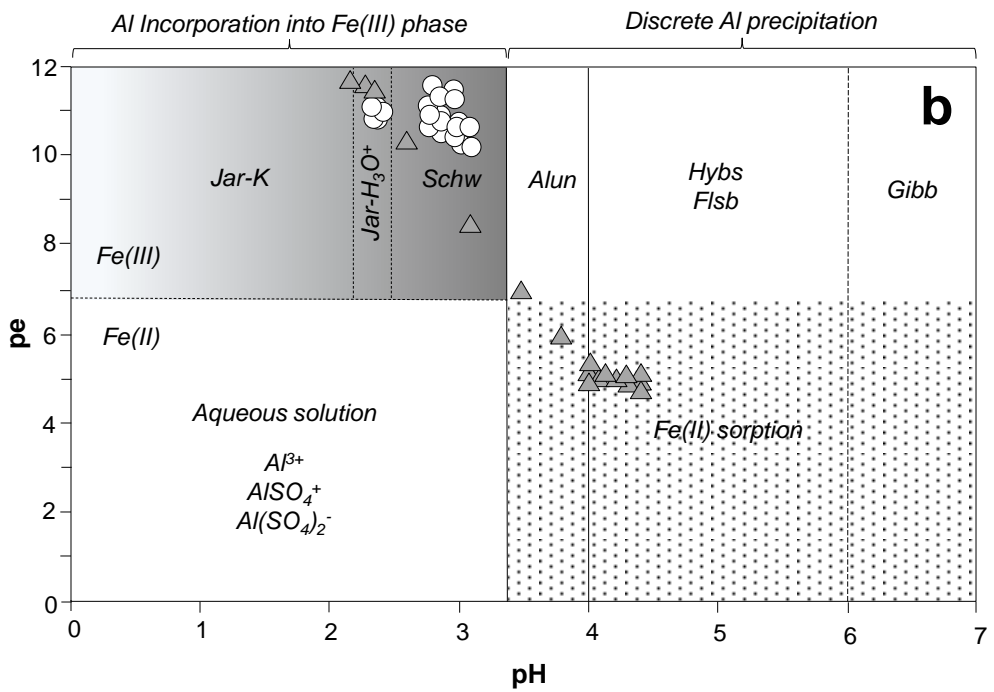 Al Incorporation into Fe(III) phase
Discrete Al precipitation
b
12
10
8
6
4
2
0
pe
Jar-K
Jar-H₃O⁺
Schw
Alun
Hybs
Flsb
Gibb
Fe(III)
Fe(II)
Aqueous solution
Al³⁺
AlSO₄⁺
Al(SO₄)₂⁻
Fe(II) sorption
0 1 2 3 4 5 6 7
pH